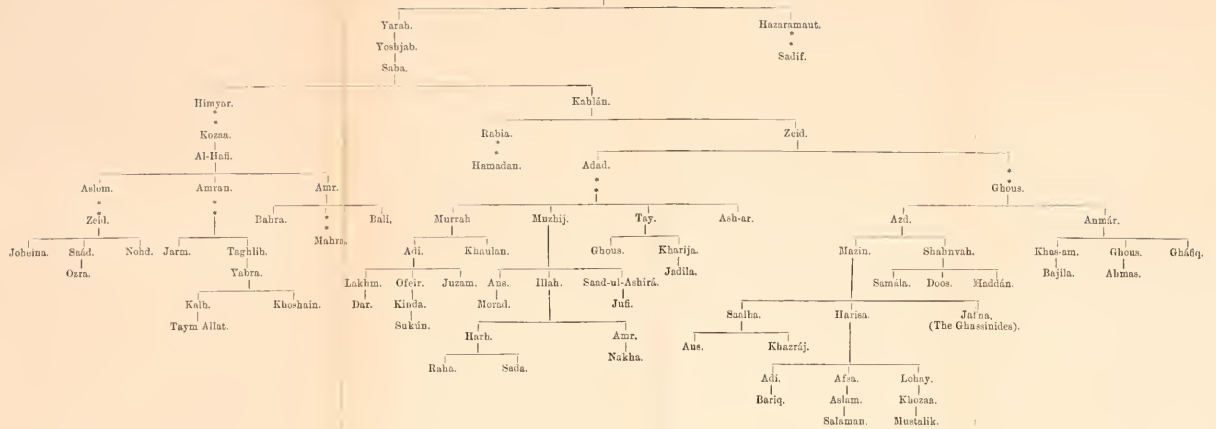 Yarab. Hazaramaut.
Yoshjab.
Sadif.
Saba.
Himyar. Kahlán.
Kozaa. Rabia. Zeid.
Al-Hafi. Hamadan. Adad.
Aslom. Amran. Amr. Ghous.
Zeid. Bahra. Bali, Murrah Muzhij. Tay. Ash-ar. Azd. Anmár.
Mahra.
Joheina. Saád. Nohd. Jarm. Taghlib. Adi. Khaulan. Ghous. Kharija. Mazin. Shahnvah. Khas-am. Ghous. Gháfiq.
Ozra. Yabra. Jadila. Bajila. Ahmas.
Lakhm. Ofeir. Juzam. Aus. Illah. Saad-ul-Ashirá. Samála. Doos. Haddán.
Kalb. Khoshain. Dar. Kinda. Morad. Jufi.
Taym Allat. Sukún. Saalba. Harisa. Jafna,
(The Ghassinides).
Harb. Amr. Aus. Khazráj.
Nakha.
Raha. Sada. Adi. Afsa. Lohay.
Bariq. Aslam. Khozaa.
Salaman. Mustalik.